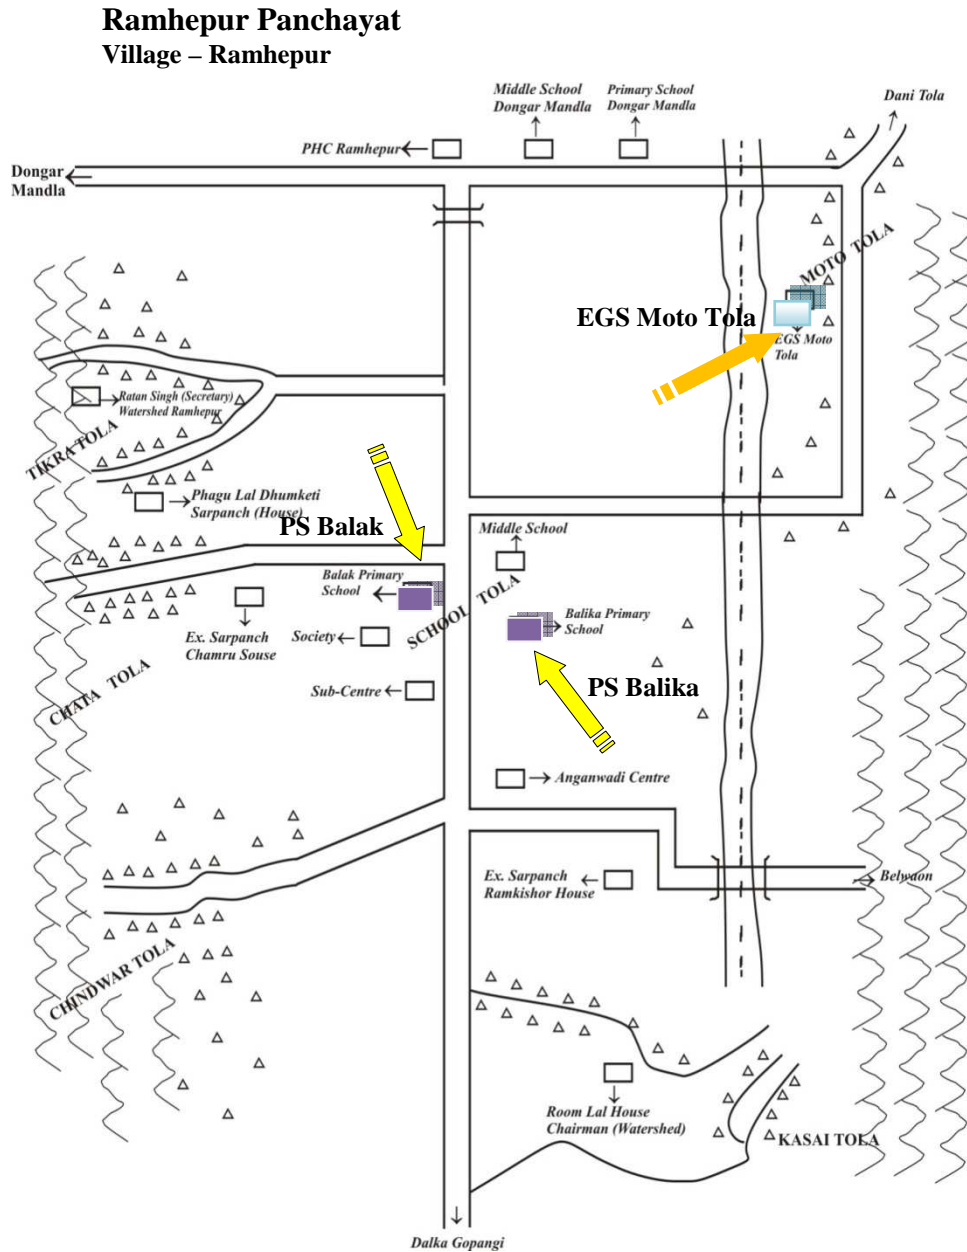 Ramhepur Panchayat
Village – Ramhepur
Middle School
Dongar Mandla
Primary School
Dongar Mandla
Dani Tola
PHC Ramhepur
Dongar
Mandla
MOTO TOLA
EGS Moto Tola
EGS Moto
Tola
Ratan Singh (Secretary)
Watershed Ramhepur
TIKRA TOLA
Phagu Lal Dhumketi
Sarpanch (House)
PS Balak
Middle School
Balak Primary
School
SCHOOL TOLA
Balika Primary
School
Ex. Sarpanch
Chamru Souse
Society
Sub-Centre
PS Balika
CHATA TOLA
Anganwadi Centre
Ex. Sarpanch
Ramkishor House
Belwaon
CHINDWAR TOLA
Room Lal House
Chairman (Watershed)
KASAI TOLA
Dalka Gopangi